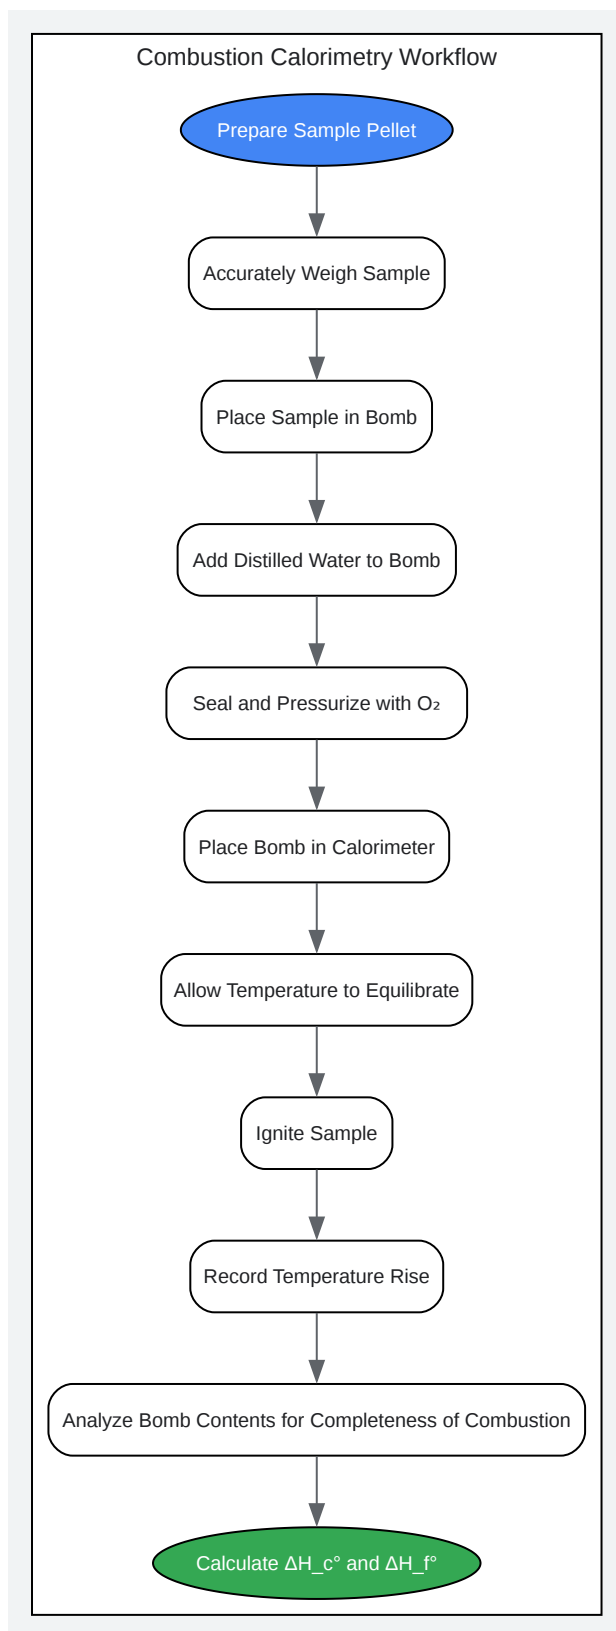 Combustion Calorimetry Workflow
Prepare Sample Pellet
Accurately Weigh Sample
Place Sample in Bomb
Add Distilled Water to Bomb
Seal and Pressurize with O₂
Place Bomb in Calorimeter
Allow Temperature to Equilibrate
Ignite Sample
Record Temperature Rise
Analyze Bomb Contents for Completeness of Combustion
Calculate ΔH_c° and ΔH_f°